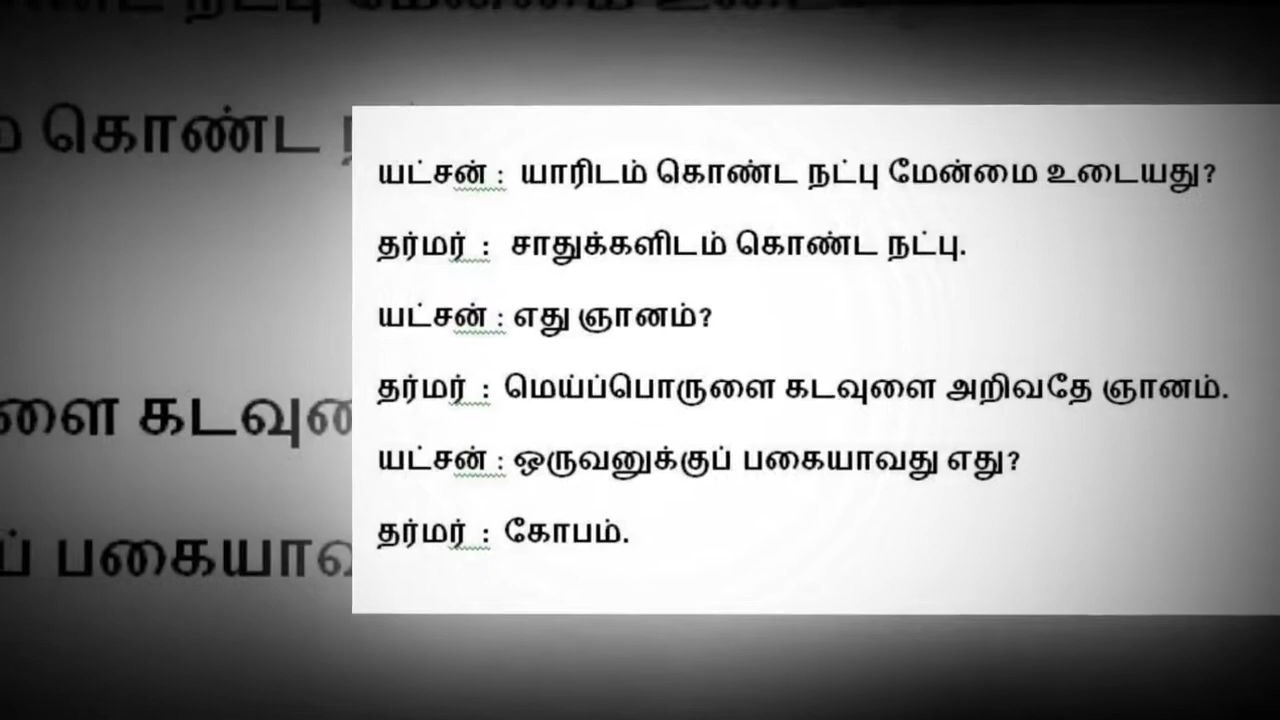 யட்சன் : யாரிடம் கொண்ட நட்பு மேன்மை உடையது?
தர்மர் : சாதுக்களிடம் கொண்ட நட்பு.
யட்சன் : எது ஞானம்?
தர்மர் : மெய்ப்பொருளை கடவுளை அறிவதே ஞானம்.
யட்சன் : ஒருவனுக்குப் பகையாவது எது?
தர்மர் : கோபம்.